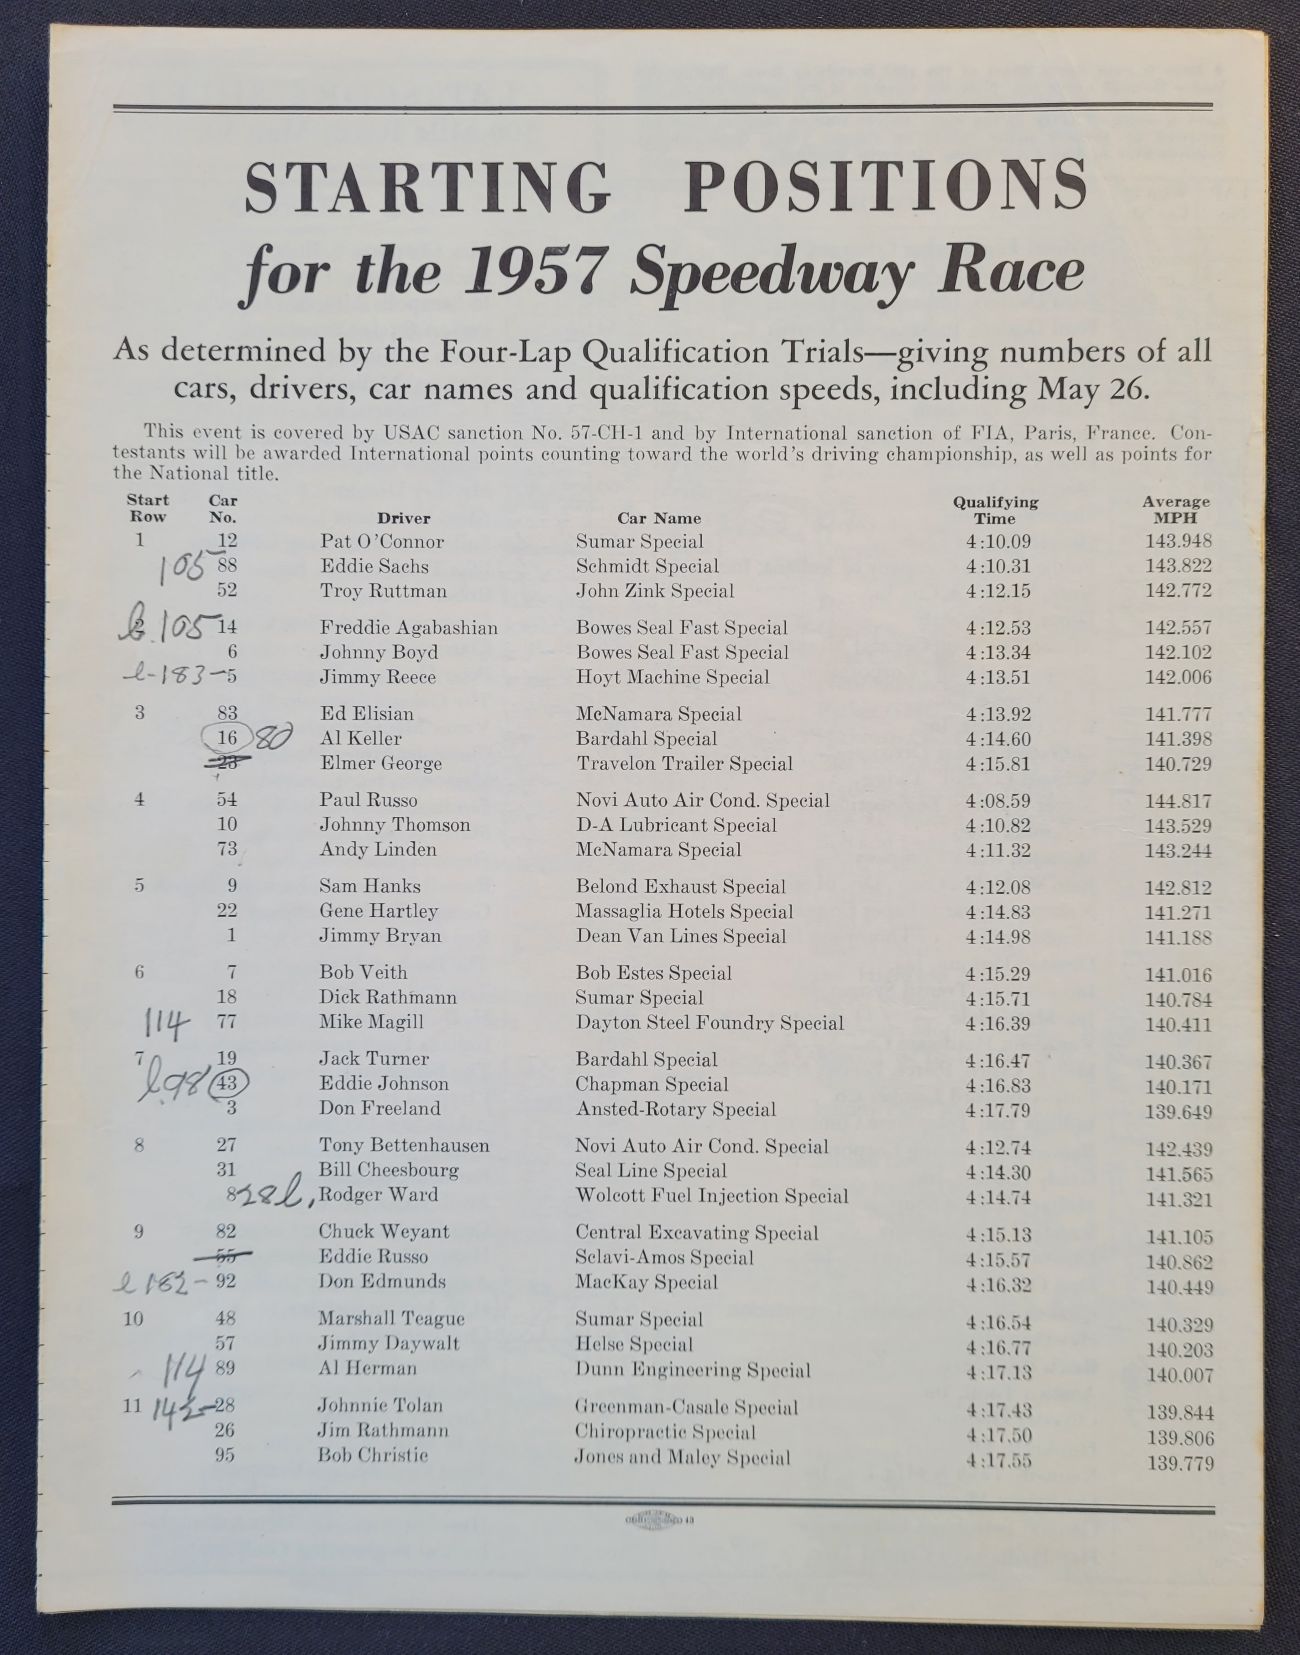 STARTING POSITIONS
for the 1957 Speedway Race
As determined by the Four-Lap Qualification Trials—giving numbers of all
cars, drivers, car names and qualification speeds, including May 26.
This event is covered by USAC sanction No. 57-CH-1 and by International sanction of FIA, Paris, France. Con-
testants will be awarded International points counting toward the world's driving championship, as well as points for
the National title.
Start Row Car No. Driver Car Name Qualifying Time Average MPH
1 12 Pat O'Connor Sumar Special 4:10.09 143.948
105 88 Eddie Sachs Schmidt Special 4:10.31 143.822
52 Troy Ruttman John Zink Special 4:12.15 142.772
105 14 Freddie Agabashian Bowes Seal Fast Special 4:12.53 142.557
6 Johnny Boyd Bowes Seal Fast Special 4:13.34 142.102
l-183-5 Jimmy Reece Hoyt Machine Special 4:13.51 142.006
3 83 Ed Elisian McNamara Special 4:13.92 141.777
16 80 Al Keller Bardahl Special 4:14.60 141.398
23 Elmer George Travelon Trailer Special 4:15.81 140.729
4 54 Paul Russo Novi Auto Air Cond. Special 4:08.59 144.817
10 Johnny Thomson D-A Lubricant Special 4:10.82 143.529
73 Andy Linden McNamara Special 4:11.32 143.244
5 9 Sam Hanks Belond Exhaust Special 4:12.08 142.812
22 Gene Hartley Massaglia Hotels Special 4:14.83 141.271
1 Jimmy Bryan Dean Van Lines Special 4:14.98 141.188
6 7 Bob Veith Bob Estes Special 4:15.29 141.016
18 Dick Rathmann Sumar Special 4:15.71 140.784
114 77 Mike Magill Dayton Steel Foundry Special 4:16.39 140.411
7 19 Jack Turner Bardahl Special 4:16.47 140.367
l.98 43 Eddie Johnson Chapman Special 4:16.83 140.171
3 Don Freeland Ansted-Rotary Special 4:17.79 139.649
8 27 Tony Bettenhausen Novi Auto Air Cond. Special 4:12.74 142.439
31 Bill Cheesbourg Seal Line Special 4:14.30 141.565
8 28 l, Rodger Ward Wolcott Fuel Injection Special 4:14.74 141.321
9 82 Chuck Weyant Central Excavating Special 4:15.13 141.105
55 Eddie Russo Sclavi-Amos Special 4:15.57 140.862
l 182- 92 Don Edmunds MacKay Special 4:16.32 140.449
10 48 Marshall Teague Sumar Special 4:16.54 140.329
57 Jimmy Daywalt Helse Special 4:16.77 140.203
114 89 Al Herman Dunn Engineering Special 4:17.13 140.007
11 142-28 Johnnie Tolan Greenman-Casale Special 4:17.43 139.844
26 Jim Rathmann Chiropractic Special 4:17.50 139.806
95 Bob Christie Jones and Maley Special 4:17.55 139.779